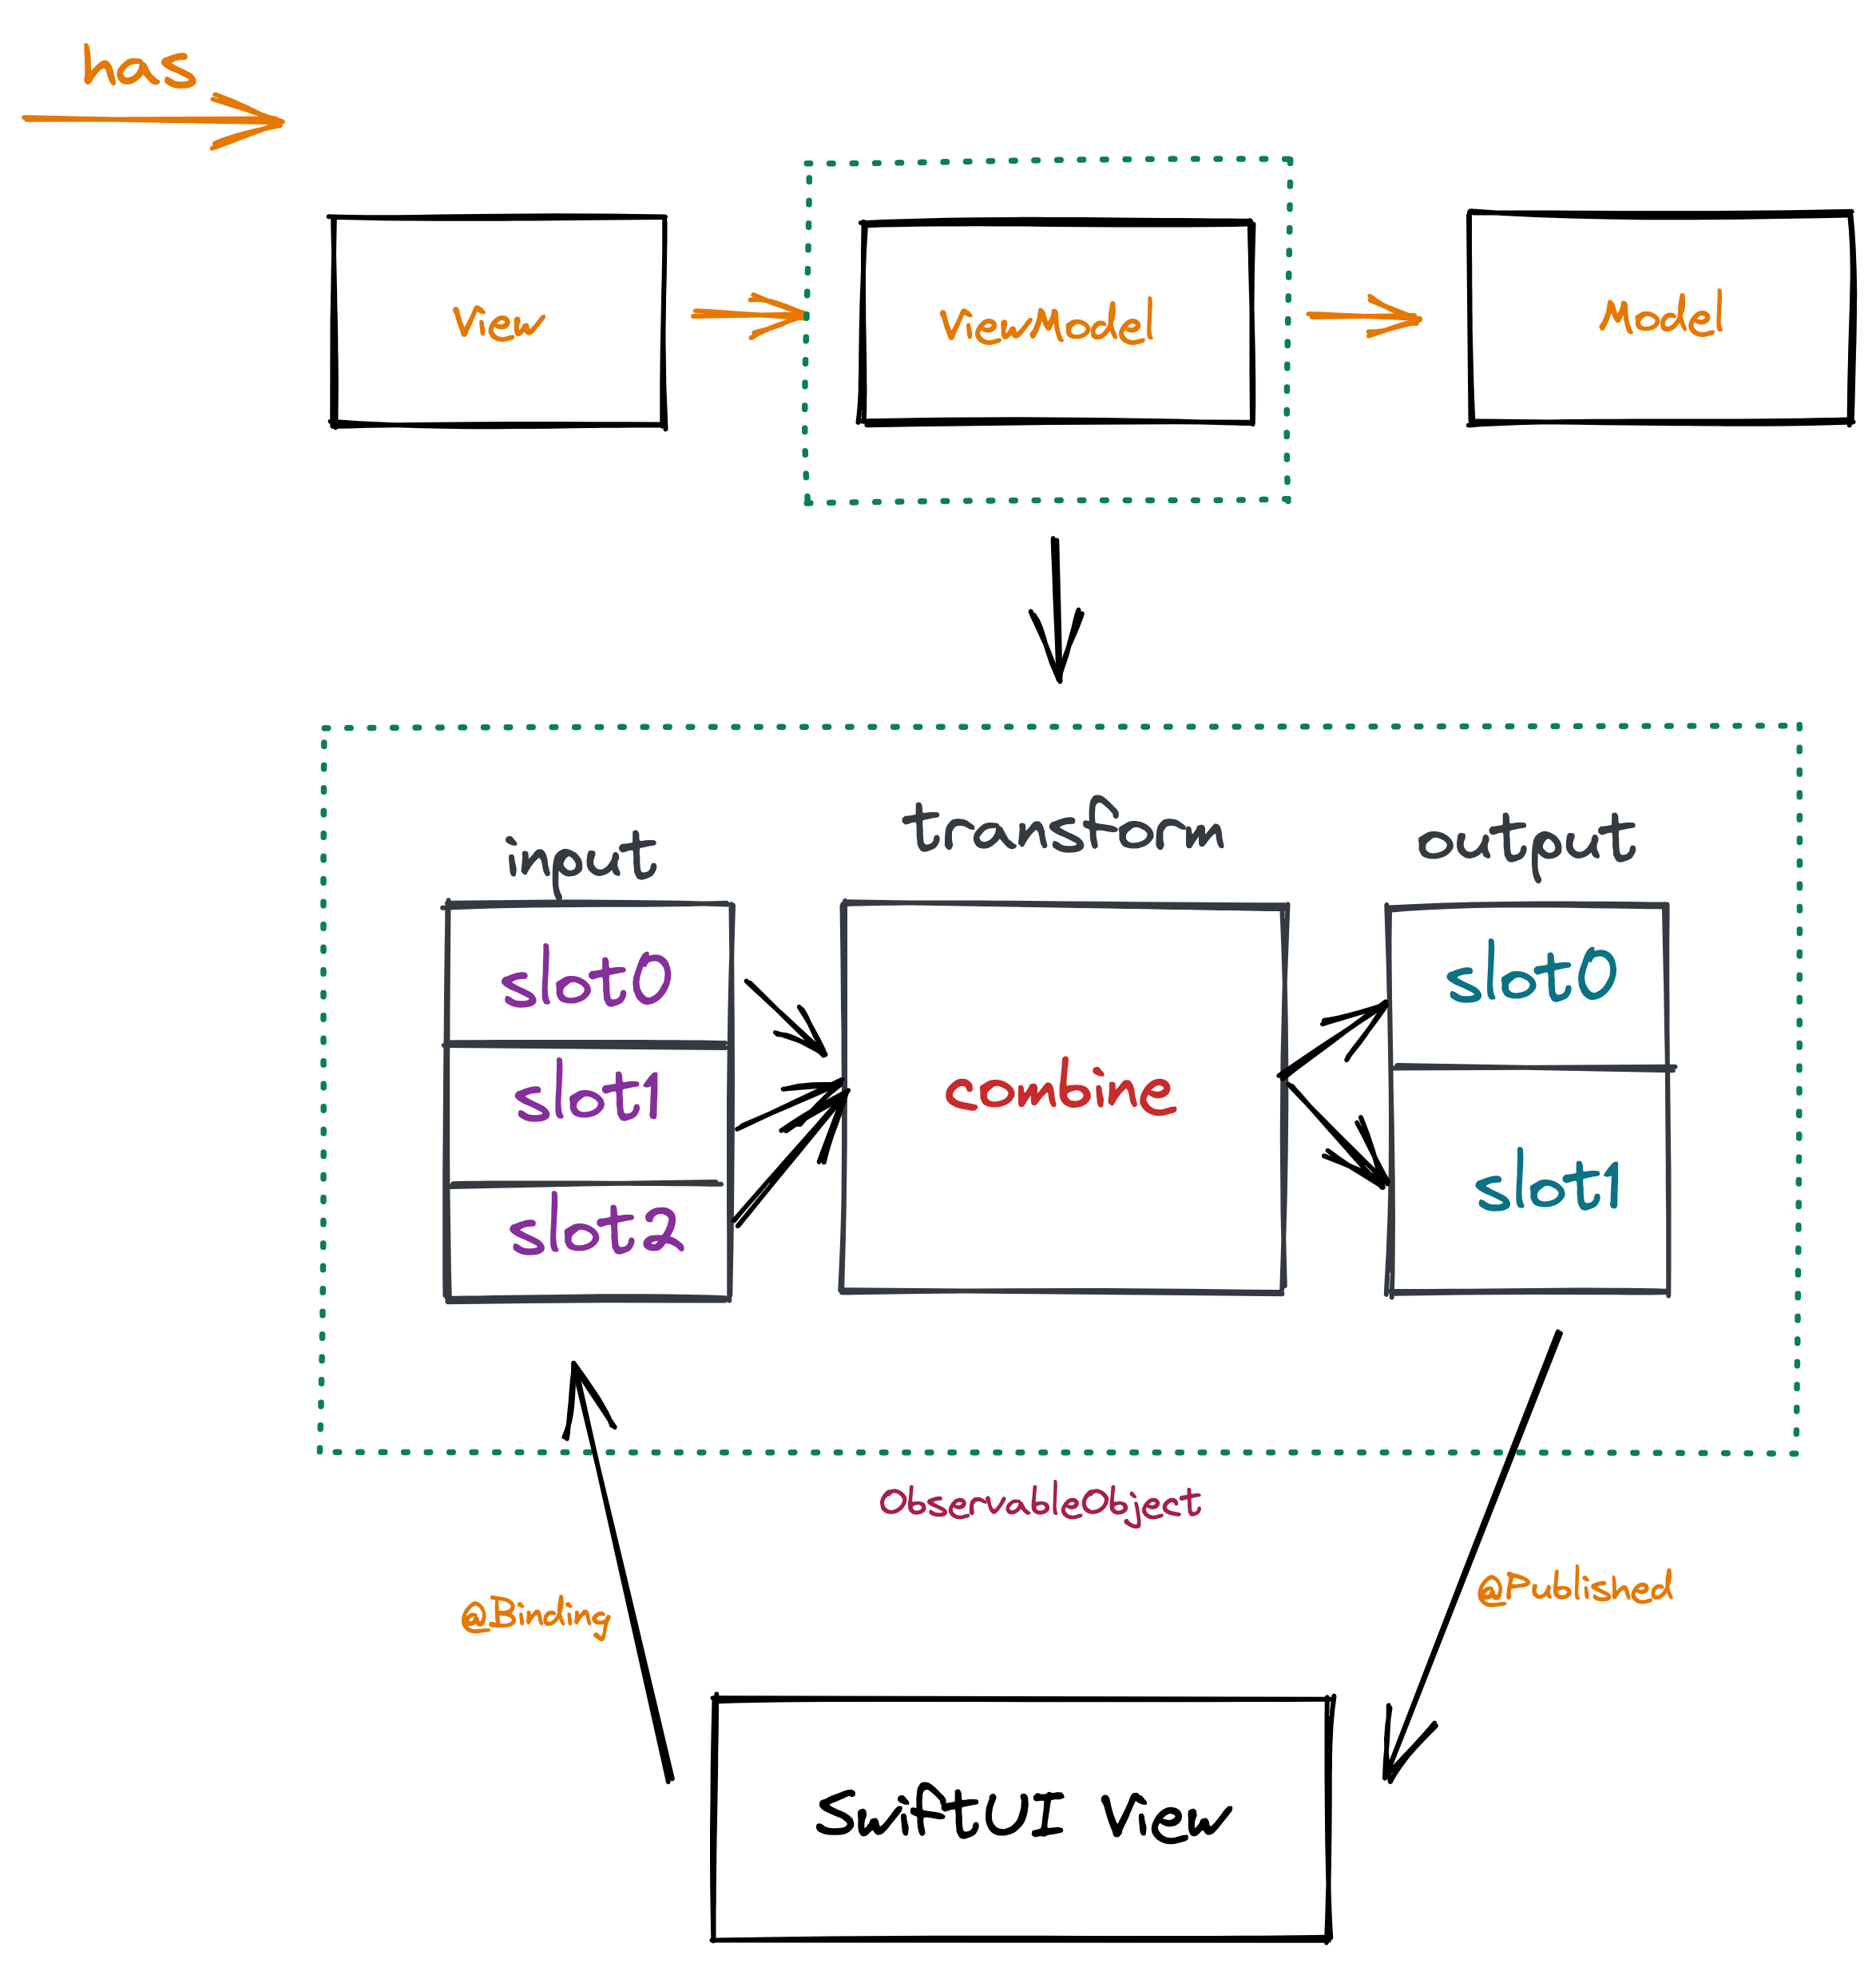 has
View
ViewModel
Model
input
transform
output
slot0
slot1
slot2
combine
slot0
slot1
ObservableObject
@Binding
@Published
SwiftUI View